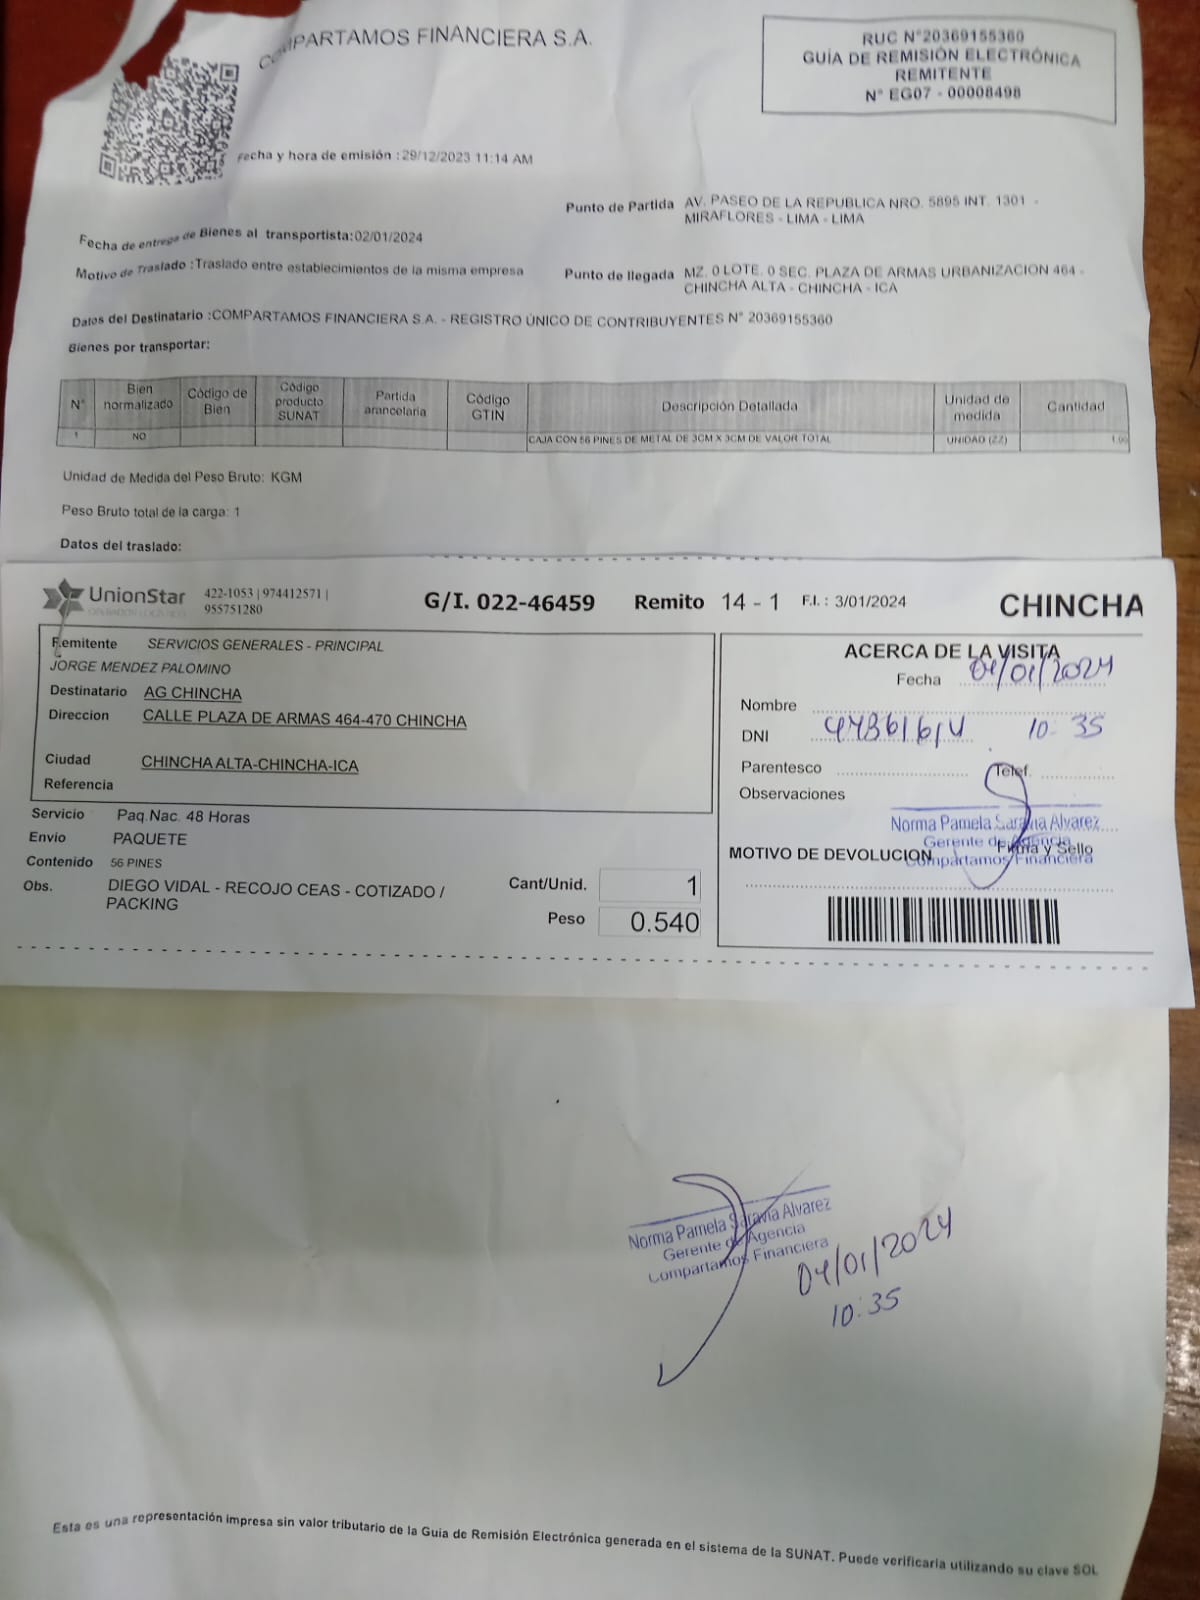 COMPARTAMOS FINANCIERA S.A.
RUC N°20369155360
GUÍA DE REMISIÓN ELECTRÓNICA
REMITENTE
N° EG07 - 00008498
Fecha y hora de emisión :29/12/2023 11:14 AM
Punto de Partida AV. PASEO DE LA REPUBLICA NRO. 5895 INT. 1301 -
MIRAFLORES - LIMA - LIMA
Fecha de entrega de Bienes al transportista:02/01/2024
Motivo de Traslado :Traslado entre establecimientos de la misma empresa
Punto de llegada MZ. 0 LOTE. 0 SEC. PLAZA DE ARMAS URBANIZACION 464 -
CHINCHA ALTA - CHINCHA - ICA
Datos del Destinatario :COMPARTAMOS FINANCIERA S.A. - REGISTRO ÚNICO DE CONTRIBUYENTES N° 20369155360
Bienes por transportar:
N° Bien normalizado Código de Bien Código producto SUNAT Partida arancelaria Código GTIN Descripción Detallada Unidad de medida Cantidad
1 NO CAJA CON 56 PINES DE METAL DE 3CM X 3CM DE VALOR TOTAL UNIDAD (ZZ) 1.00
Unidad de Medida del Peso Bruto: KGM
Peso Bruto total de la carga: 1
Datos del traslado:
UnionStar
OPERADOR LOGISTICO
422-1053 | 974412571 |
955751280
G/I. 022-46459 Remito 14 - 1 F.I. : 3/01/2024 CHINCHA
Remitente SERVICIOS GENERALES - PRINCIPAL
JORGE MENDEZ PALOMINO
Destinatario AG CHINCHA
Direccion CALLE PLAZA DE ARMAS 464-470 CHINCHA
Ciudad CHINCHA ALTA-CHINCHA-ICA
Referencia
Servicio Paq.Nac. 48 Horas
Envio PAQUETE
Contenido 56 PINES
Obs. DIEGO VIDAL - RECOJO CEAS - COTIZADO /
PACKING
Cant/Unid. 1
Peso 0.540
ACERCA DE LA VISITA
Fecha 04/01/2024
Nombre
DNI 47361614 10:35
Parentesco Telef.
Observaciones
Norma Pamela Saravia Alvarez
Gerente de Agencia
Compartamos Financiera
Firma y Sello
MOTIVO DE DEVOLUCION
Norma Pamela Saravia Alvarez
Gerente de Agencia
Compartamos Financiera
04/01/2024
10:35
Esta es una representación impresa sin valor tributario de la Guía de Remisión Electrónica generada en el sistema de la SUNAT. Puede verificarla utilizando su clave SOL